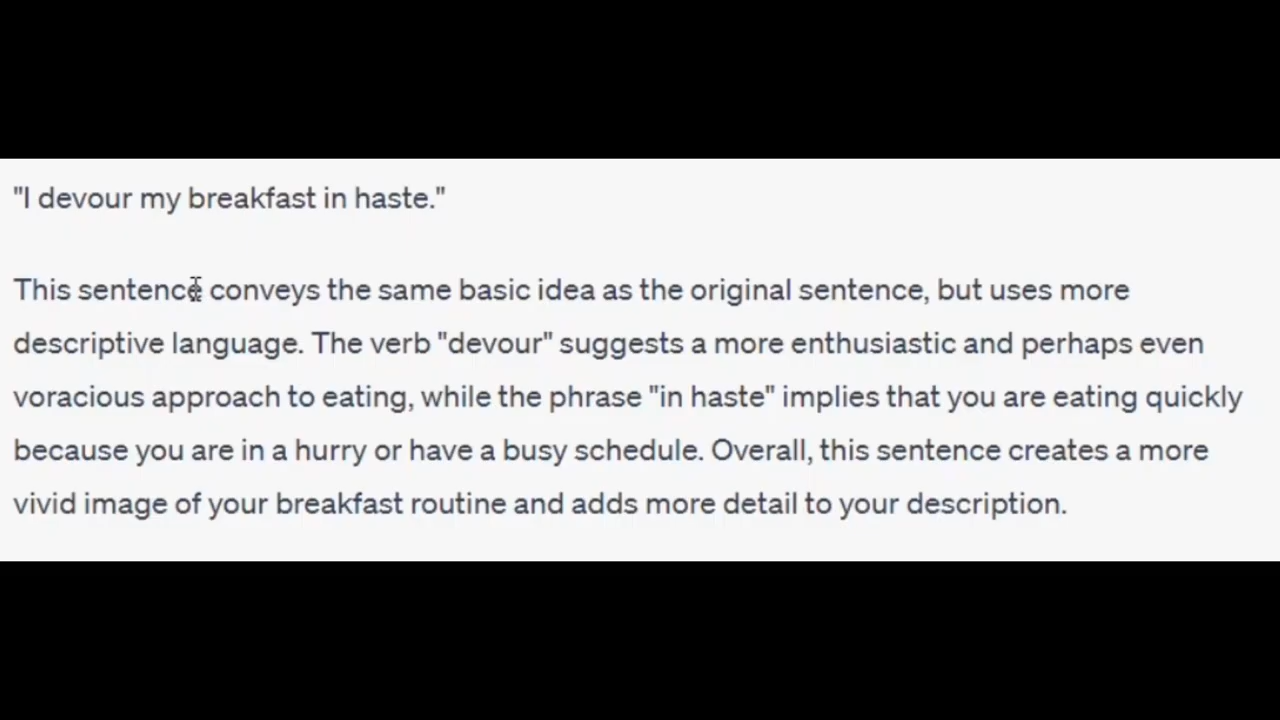 "I devour my breakfast in haste."
This sentence conveys the same basic idea as the original sentence, but uses more
descriptive language. The verb "devour" suggests a more enthusiastic and perhaps even
voracious approach to eating, while the phrase "in haste" implies that you are eating quickly
because you are in a hurry or have a busy schedule. Overall, this sentence creates a more
vivid image of your breakfast routine and adds more detail to your description.